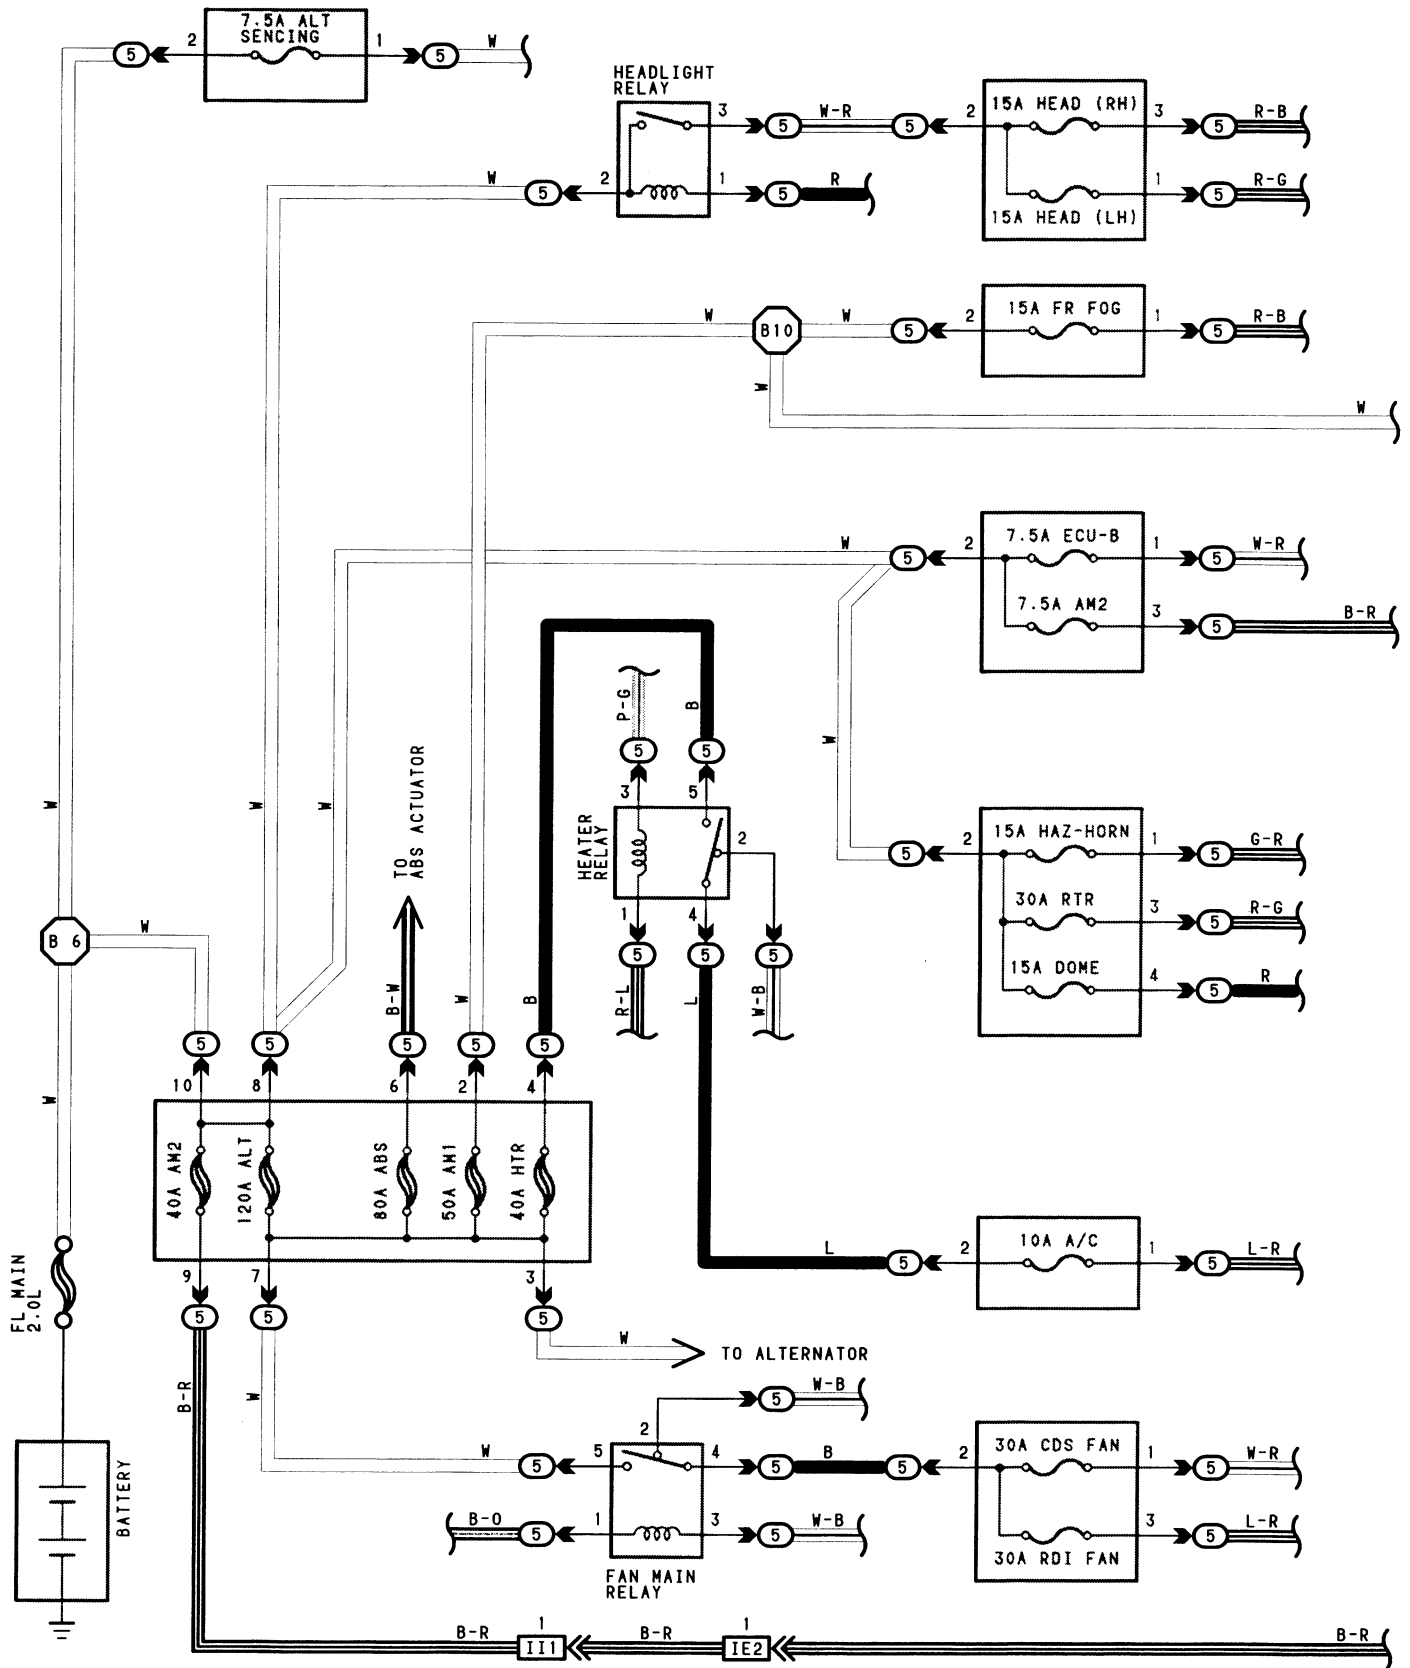 7.5A ALT
SENCING
2
1
5
5
W
HEADLIGHT
RELAY
3
5
W-R
5
2
15A HEAD (RH)
3
5
R-B
W
5
2
1
5
R
15A HEAD (LH)
1
5
R-G
W
B10
W
5
2
15A FR FOG
1
5
R-B
W
W
W
5
2
7.5A ECU-B
1
5
W-R
7.5A AM2
3
5
B-R
P-G
B
5
5
3
5
W
W
W
W
TO
ABS ACTUATOR
HEATER
RELAY
2
5
2
15A HAZ-HORN
1
5
G-R
30A RTR
3
5
R-G
15A DOME
4
5
R
1
4
5
5
5
R-L
L
W-B
B 6
W
B-W
W
B
5
5
5
5
5
10
8
6
2
4
W
40A AM2
120A ALT
80A ABS
50A AM1
40A HTR
9
7
3
5
5
5
FL MAIN
2.0L
L
5
2
10A A/C
1
5
L-R
W
TO ALTERNATOR
B-R
W
5
W-B
2
W
5
5
4
5
B
5
2
30A CDS FAN
1
5
W-R
B-O
5
1
3
5
W-B
30A RDI FAN
3
5
L-R
FAN MAIN
RELAY
BATTERY
B-R
1
II1
B-R
1
IE2
B-R